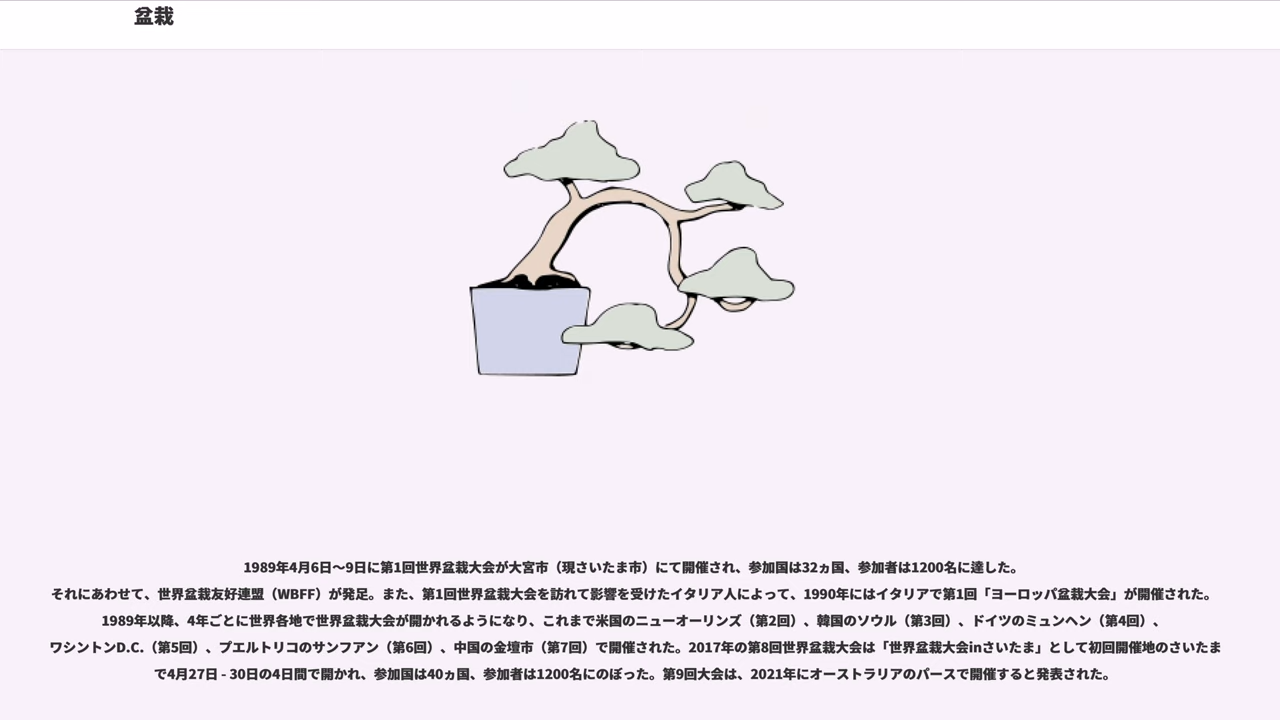 盆栽
1989年4月6日〜9日に第1回世界盆栽大会が大宮市（現さいたま市）にて開催され、参加国は32ヵ国、参加者は1200名に達した。
それにあわせて、世界盆栽友好連盟（WBFF）が発足。また、第1回世界盆栽大会を訪れて影響を受けたイタリア人によって、1990年にはイタリアで第1回「ヨーロッパ盆栽大会」が開催された。
1989年以降、4年ごとに世界各地で世界盆栽大会が開かれるようになり、これまで米国のニューオーリンズ（第2回）、韓国のソウル（第3回）、ドイツのミュンヘン（第4回）、
ワシントンD.C.（第5回）、プエルトリコのサンフアン（第6回）、中国の金壇市（第7回）で開催された。2017年の第8回世界盆栽大会は「世界盆栽大会inさいたま」として初回開催地のさいたま
で4月27日 - 30日の4日間で開かれ、参加国は40ヵ国、参加者は1200名にのぼった。第9回大会は、2021年にオーストラリアのパースで開催すると発表された。